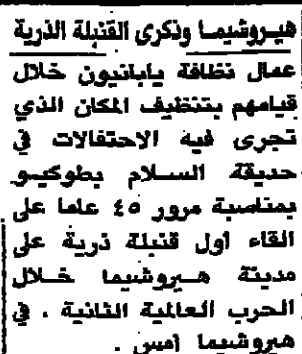 هيروشيما وذكرى القنبلة الذرية
عمال نظافة يابانيون خلال
قيامهم بتنظيف المكان الذي
تجرى فيه الاحتفالات في
حديقة السلام بطوكيو
بمناسبة مرور ٤٥ عاما على
القاء أول قنبلة ذرية على
مدينة هيروشيما خلال
الحرب العالمية الثانية ، في
هيروشيما أمس .